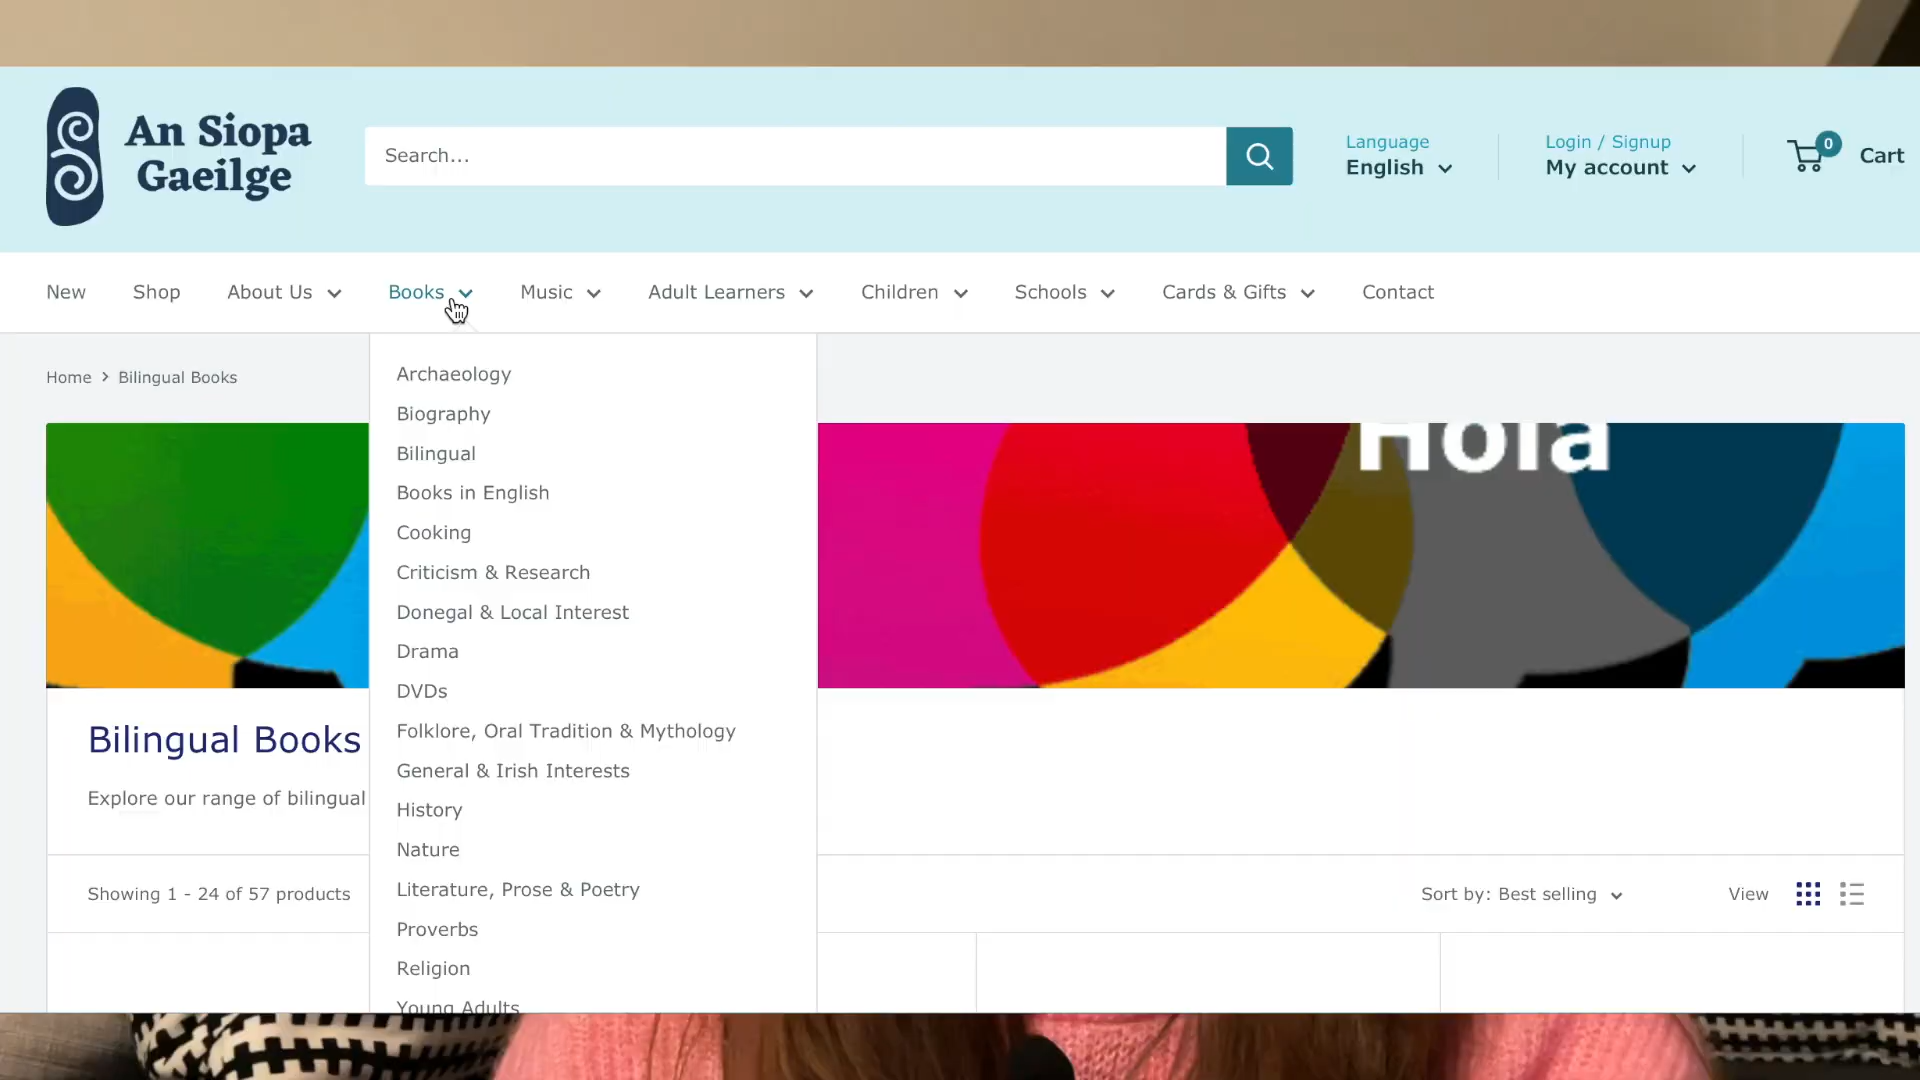 An Siopa
Gaeilge
Search...
Language
English
Login / Signup
My account
0
Cart
New
Shop
About Us
Books
Music
Adult Learners
Children
Schools
Cards & Gifts
Contact
Home > Bilingual Books
Archaeology
Biography
Bilingual
Books in English
Cooking
Criticism & Research
Donegal & Local Interest
Drama
DVDs
Folklore, Oral Tradition & Mythology
General & Irish Interests
History
Nature
Literature, Prose & Poetry
Proverbs
Religion
Young Adults
Hola
Bilingual Books
Explore our range of bilingual
Showing 1 - 24 of 57 products
Sort by: Best selling
View